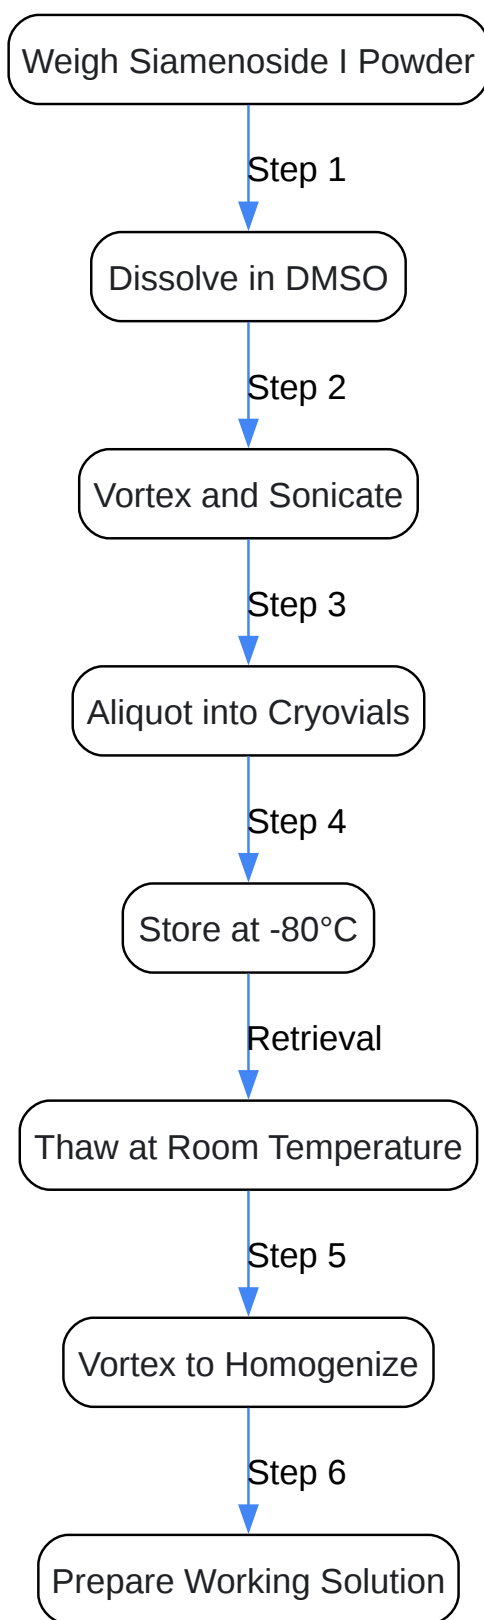 Weigh Siamenoside I Powder
Step 1
Dissolve in DMSO
Step 2
Vortex and Sonicate
Step 3
Aliquot into Cryovials
Step 4
Store at -80°C
Retrieval
Thaw at Room Temperature
Step 5
Vortex to Homogenize
Step 6
Prepare Working Solution